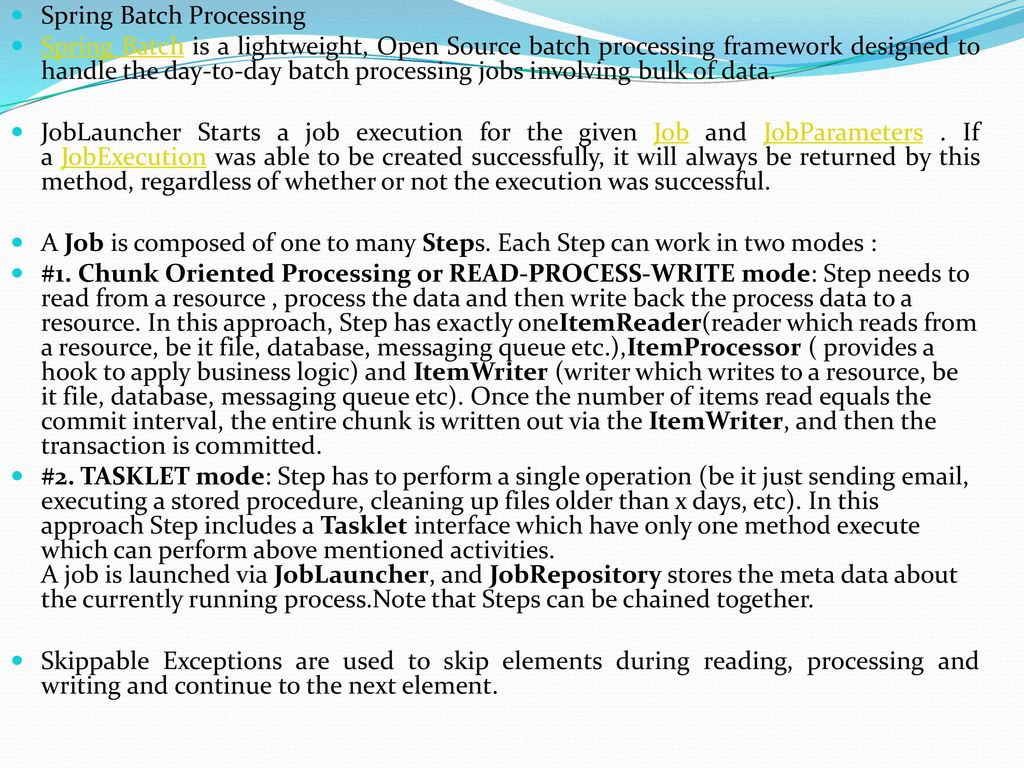 Spring Batch Processing
Spring Batch is a lightweight, Open Source batch processing framework designed to
handle the day-to-day batch processing jobs involving bulk of data.
JobLauncher Starts a job execution for the given Job and JobParameters . If
a JobExecution was able to be created successfully, it will always be returned by this
method, regardless of whether or not the execution was successful.
A Job is composed of one to many Steps. Each Step can work in two modes :
#1. Chunk Oriented Processing or READ-PROCESS-WRITE mode: Step needs to
read from a resource , process the data and then write back the process data to a
resource. In this approach, Step has exactly oneItemReader(reader which reads from
a resource, be it file, database, messaging queue etc.),ItemProcessor ( provides a
hook to apply business logic) and ItemWriter (writer which writes to a resource, be
it file, database, messaging queue etc). Once the number of items read equals the
commit interval, the entire chunk is written out via the ItemWriter, and then the
transaction is committed.
#2. TASKLET mode: Step has to perform a single operation (be it just sending email,
executing a stored procedure, cleaning up files older than x days, etc). In this
approach Step includes a Tasklet interface which have only one method execute
which can perform above mentioned activities.
A job is launched via JobLauncher, and JobRepository stores the meta data about
the currently running process.Note that Steps can be chained together.
Skippable Exceptions are used to skip elements during reading, processing and
writing and continue to the next element.